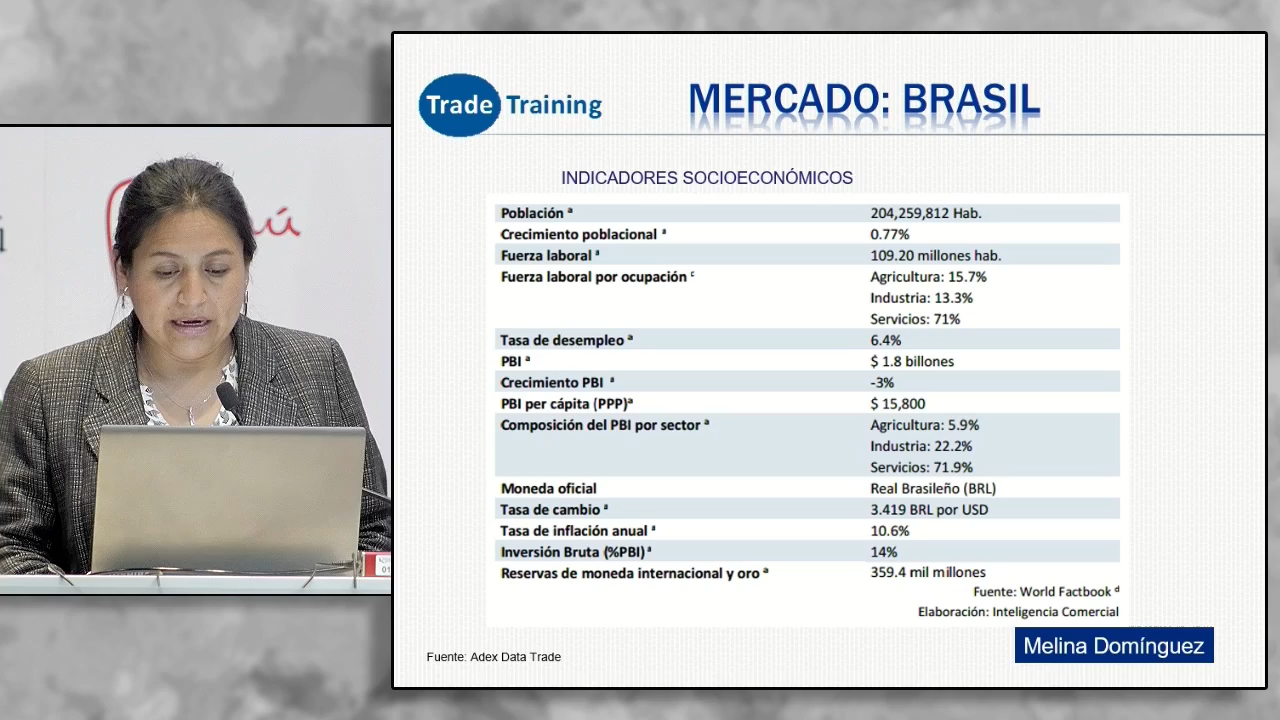 Trade Training
MERCADO: BRASIL
INDICADORES SOCIOECONÓMICOS
Población ª 204,259,812 Hab.
Crecimiento poblacional ª 0.77%
Fuerza laboral ª 109.20 millones hab.
Fuerza laboral por ocupación ᶜ Agricultura: 15.7%
Industria: 13.3%
Servicios: 71%
Tasa de desempleo ª 6.4%
PBI ª $ 1.8 billones
Crecimiento PBI ª -3%
PBI per cápita (PPP)ª $ 15,800
Composición del PBI por sector ª Agricultura: 5.9%
Industria: 22.2%
Servicios: 71.9%
Moneda oficial Real Brasileño (BRL)
Tasa de cambio ª 3.419 BRL por USD
Tasa de inflación anual ª 10.6%
Inversión Bruta (%PBI) ª 14%
Reservas de moneda internacional y oro ª 359.4 mil millones
Fuente: World Factbook ᵈ
Elaboración: Inteligencia Comercial
Melina Domínguez
Fuente: Adex Data Trade